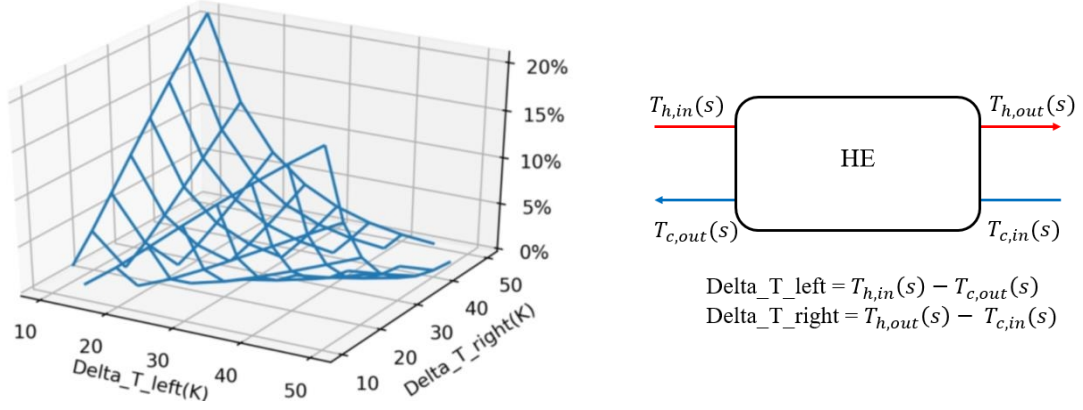 20%
15%
10%
5%
0%
10
20
30
40
50
Delta_T_left(K)
10
20
30
40
50
Delta_T_right(K)
T_{h,in}(s)
T_{h,out}(s)
HE
T_{c,out}(s)
T_{c,in}(s)
Delta_T_left = T_{h,in}(s) − T_{c,out}(s)
Delta_T_right = T_{h,out}(s) − T_{c,in}(s)